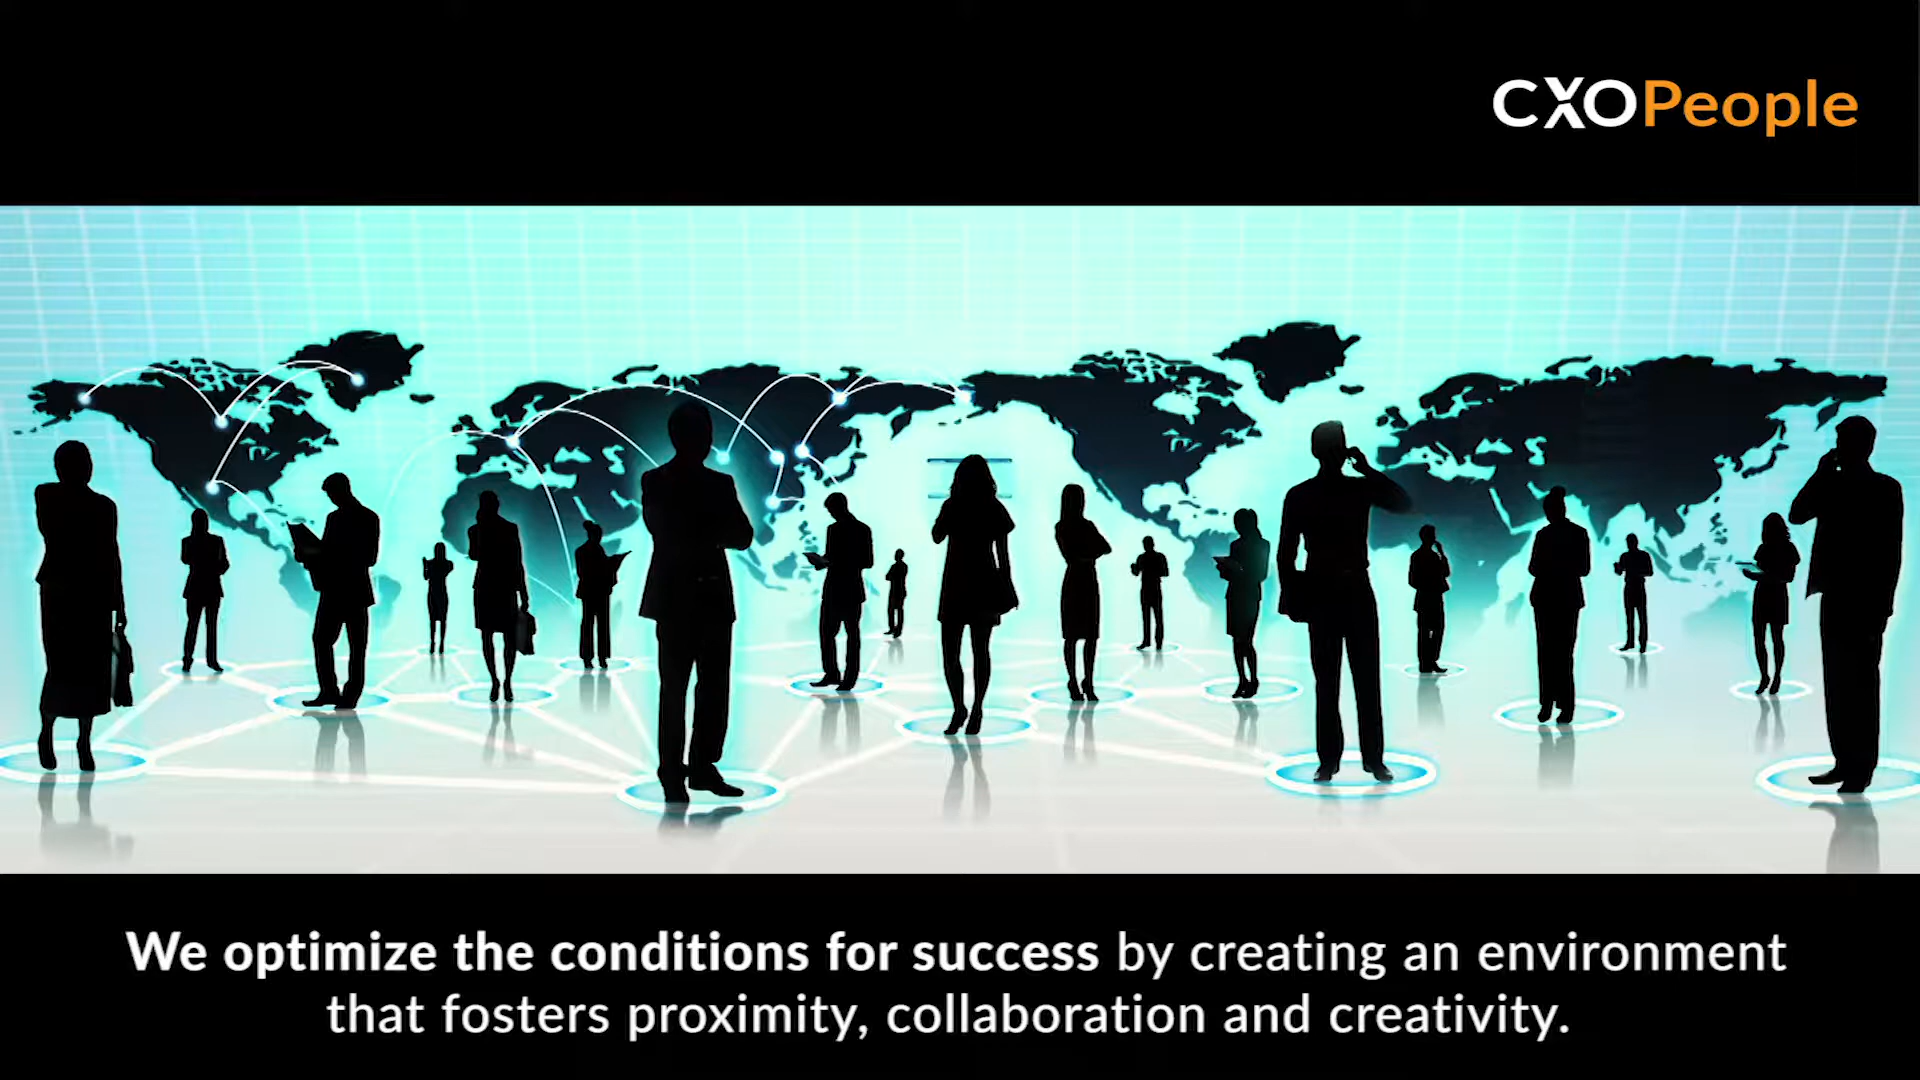 CXOPeople
We optimize the conditions for success by creating an environment
that fosters proximity, collaboration and creativity.